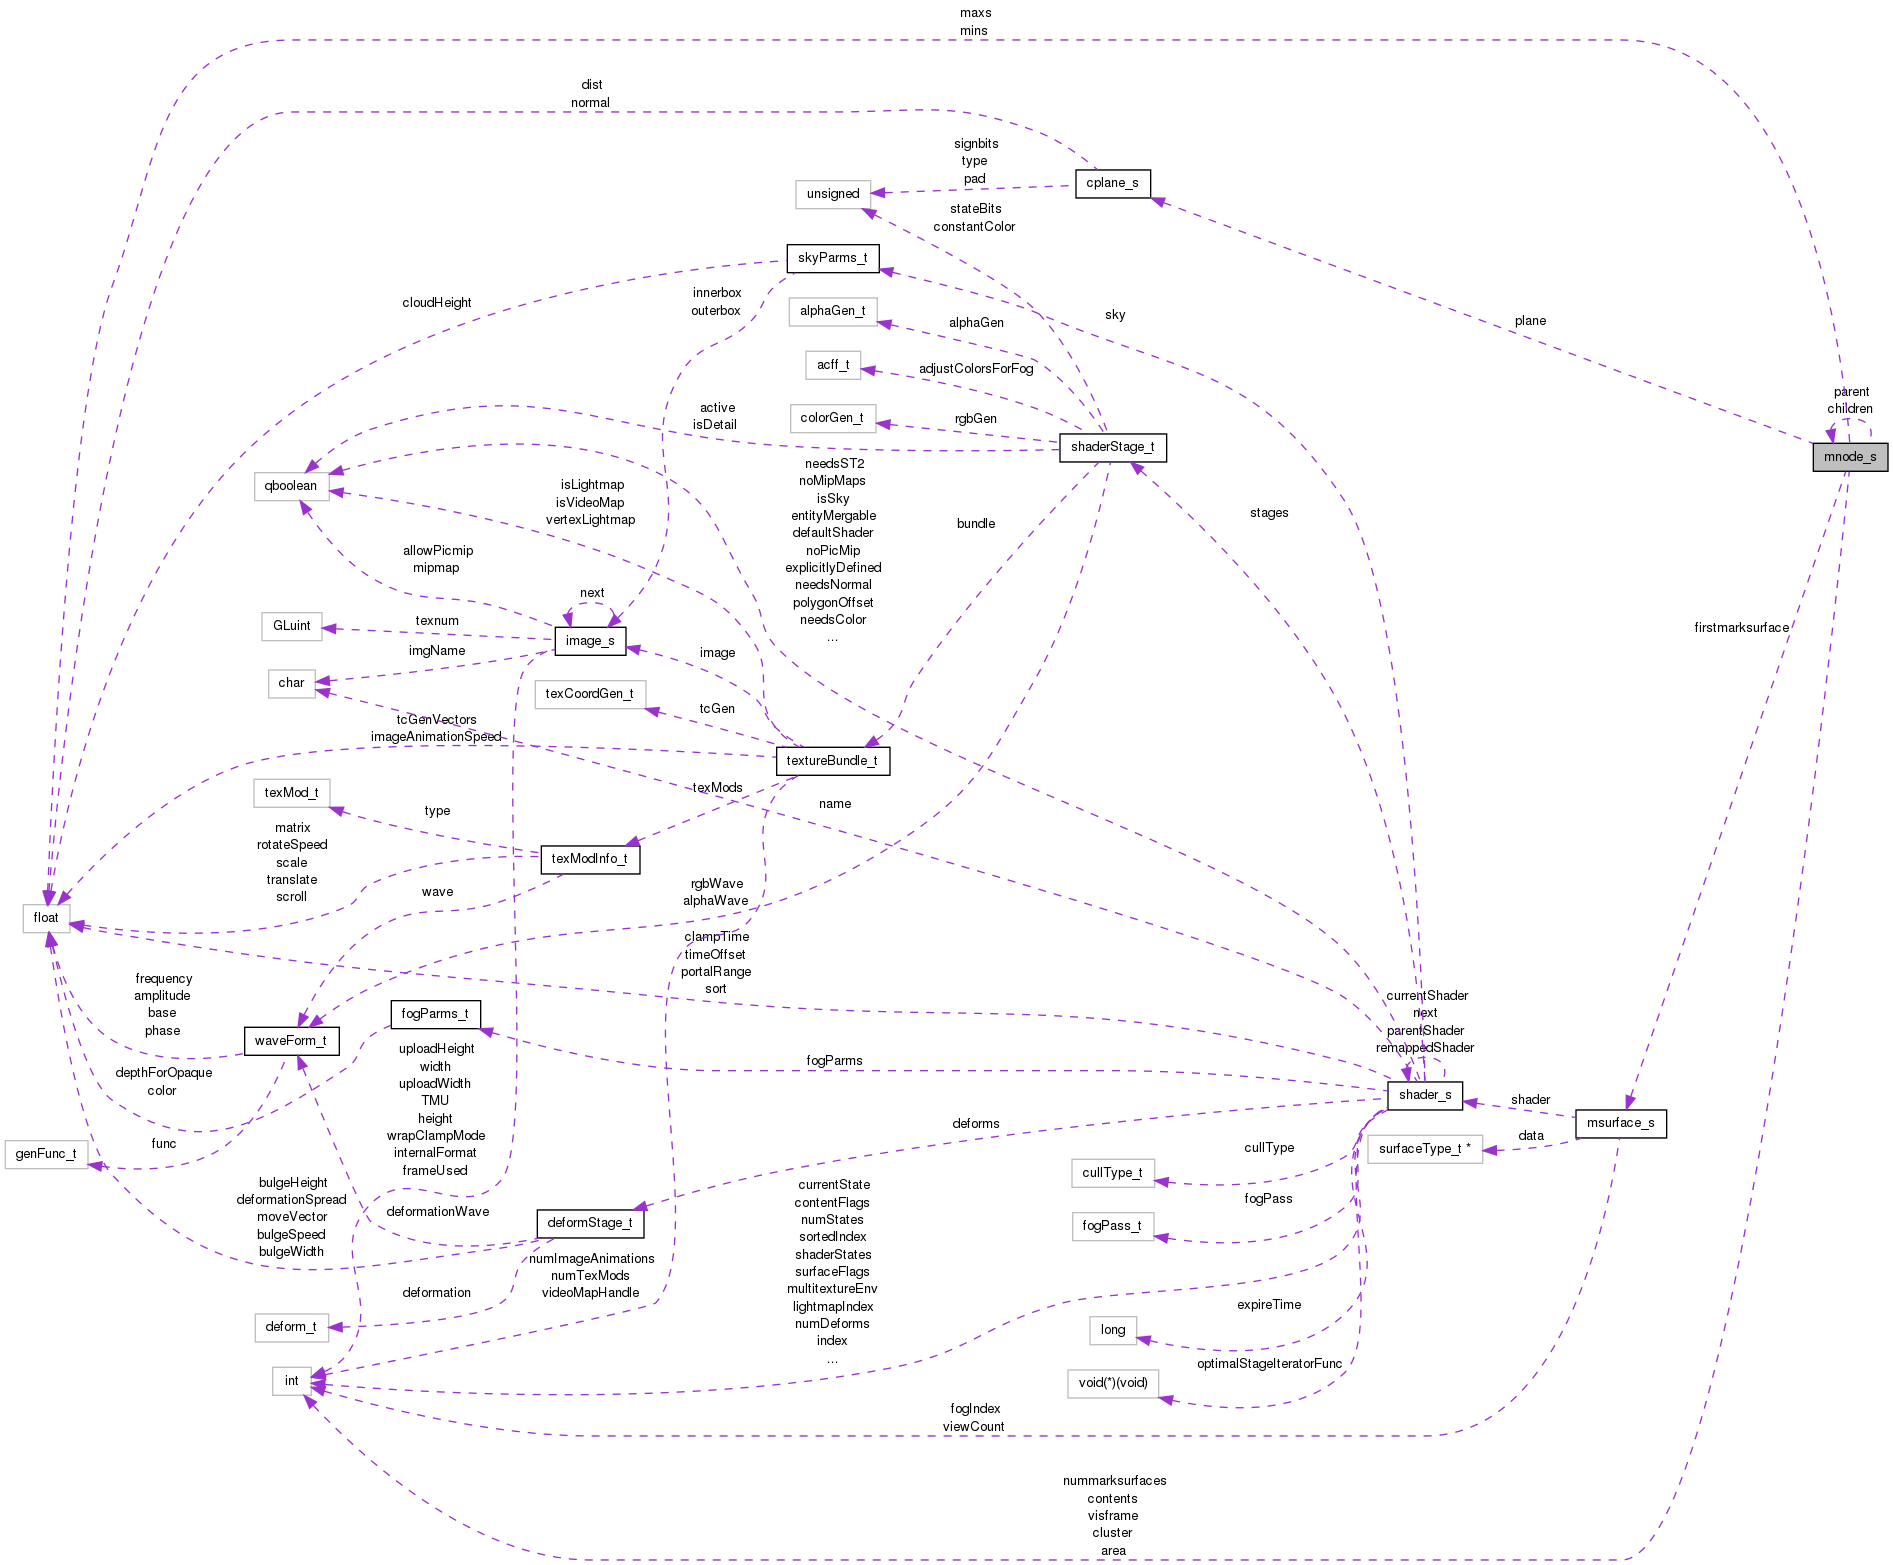 maxs
mins
dist
normal
signbits
type
pad
cplane_s
unsigned
stateBits
constantColor
skyParms_t
cloudHeight
innerbox
outerbox
alphaGen_t
alphaGen
sky
plane
acff_t
adjustColorsForFog
parent
children
colorGen_t
rgbGen
active
isDetail
shaderStage_t
mnode_s
qboolean
isLightmap
isVideoMap
vertexLightmap
needsST2
noMipMaps
isSky
entityMergable
defaultShader
noPicMip
explicitlyDefined
needsNormal
polygonOffset
needsColor
...
bundle
stages
allowPicmip
mipmap
next
GLuint
texnum
image_s
imgName
image
firstmarksurface
char
texCoordGen_t
tcGen
tcGenVectors
imageAnimationSpeed
textureBundle_t
texMod_t
type
texMods
name
matrix
rotateSpeed
scale
translate
scroll
texModInfo_t
wave
rgbWave
alphaWave
float
clampTime
timeOffset
portalRange
sort
frequency
amplitude
base
phase
fogParms_t
currentShader
next
parentShader
remappedShader
waveForm_t
depthForOpaque
color
uploadHeight
width
uploadWidth
TMU
height
wrapClampMode
internalFormat
frameUsed
fogParms
shader_s
shader
msurface_s
genFunc_t
func
deforms
cullType
data
surfaceType_t *
cullType_t
bulgeHeight
deformationSpread
moveVector
bulgeSpeed
bulgeWidth
deformationWave
deformStage_t
currentState
contentFlags
numStates
sortedIndex
shaderStates
surfaceFlags
multitextureEnv
lightmapIndex
numDeforms
index
...
fogPass
fogPass_t
numImageAnimations
numTexMods
videoMapHandle
deformation
deform_t
expireTime
long
optimalStageIteratorFunc
int
void(*)(void)
fogIndex
viewCount
nummarksurfaces
contents
visframe
cluster
area